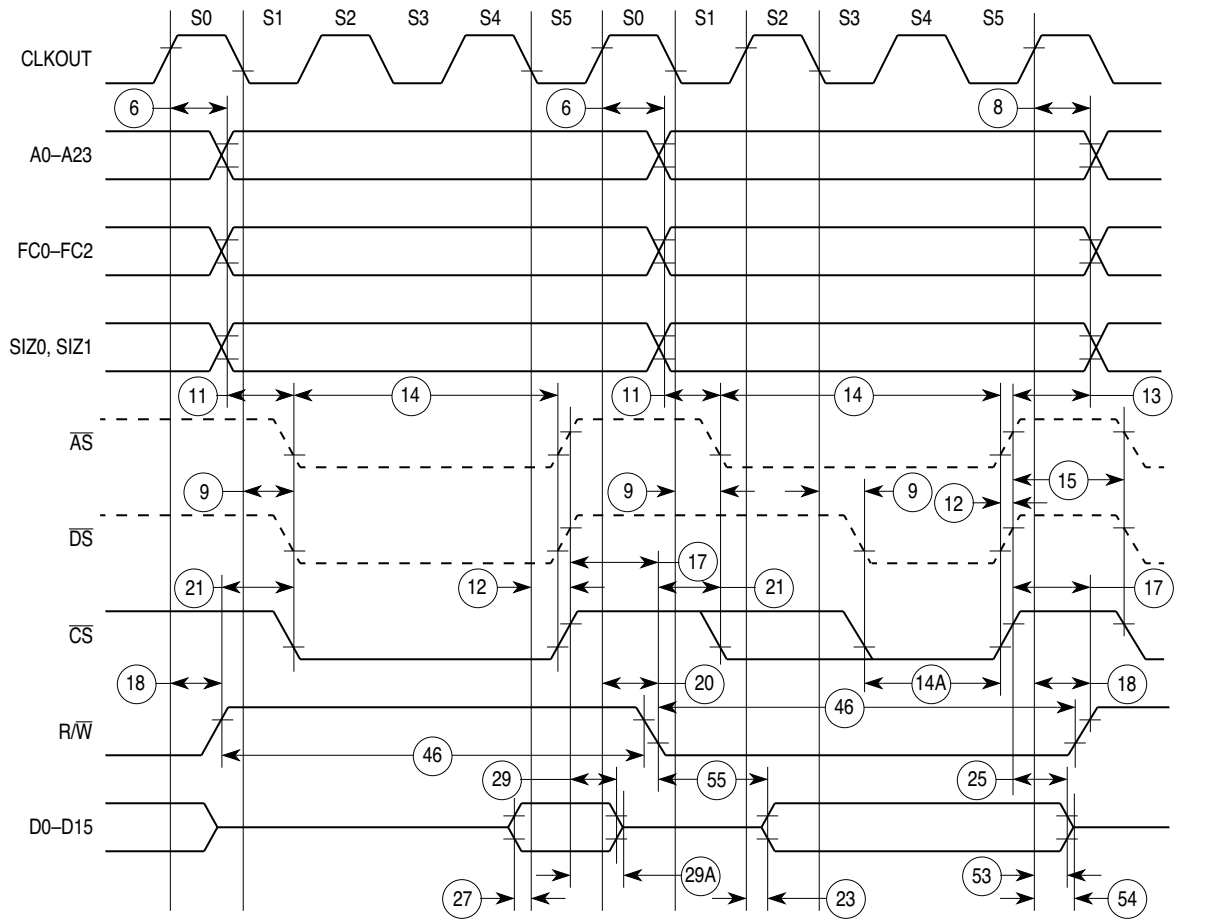 S0 S1 S2 S3 S4 S5 S0 S1 S2 S3 S4 S5
CLKOUT
6 6 8
A0–A23
FC0–FC2
SIZ0, SIZ1
11 14 11 14 13
AS
15
9 9 9 12
DS
17
21 12 21 17
CS
18 20 14A 18
46
R/W
46
29 55 25
D0–D15
29A 53
27 23 54